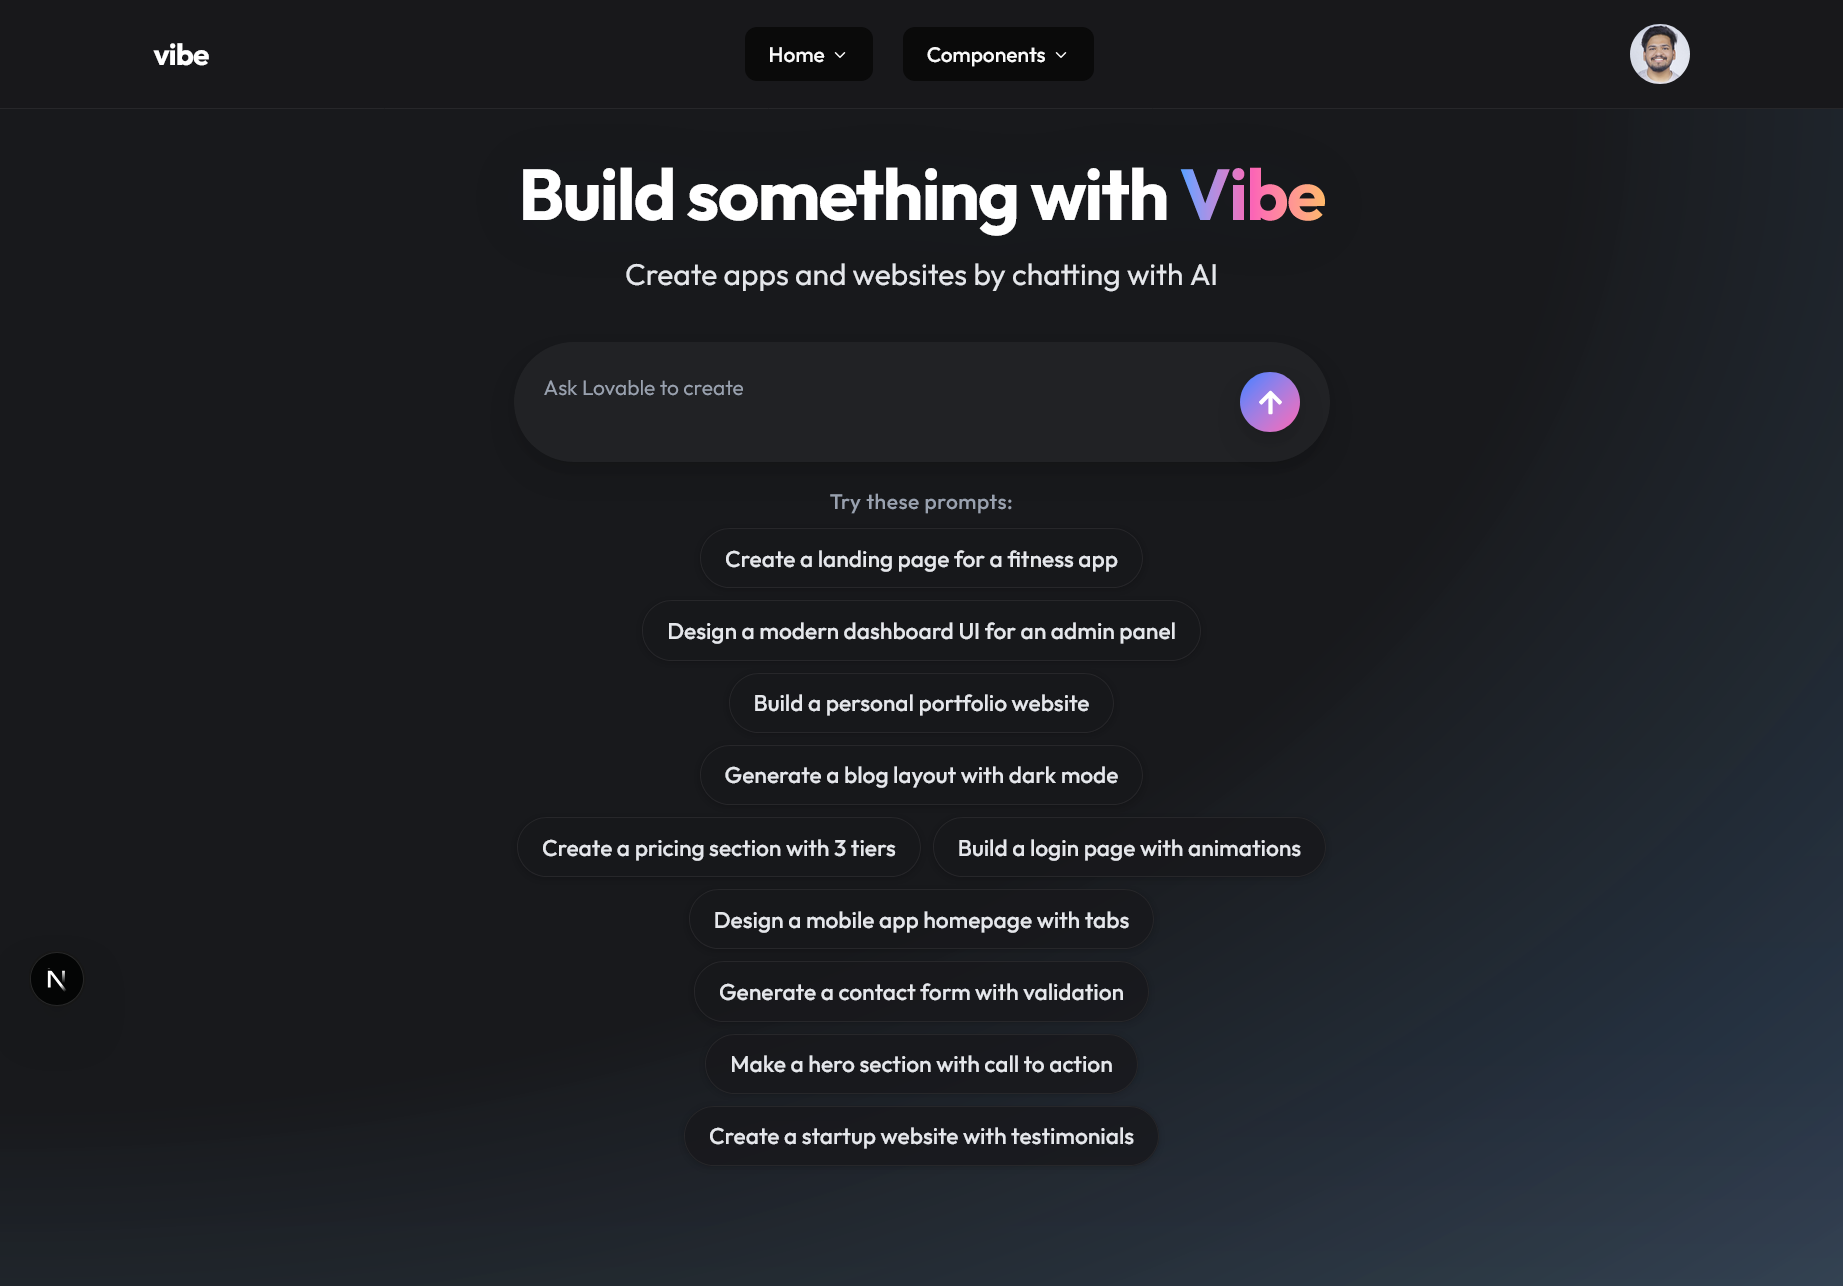 vibe
Home
Components
Build something with Vibe
Create apps and websites by chatting with AI
Ask Lovable to create
Try these prompts:
Create a landing page for a fitness app
Design a modern dashboard UI for an admin panel
Build a personal portfolio website
Generate a blog layout with dark mode
Create a pricing section with 3 tiers
Build a login page with animations
Design a mobile app homepage with tabs
N
Generate a contact form with validation
Make a hero section with call to action
Create a startup website with testimonials